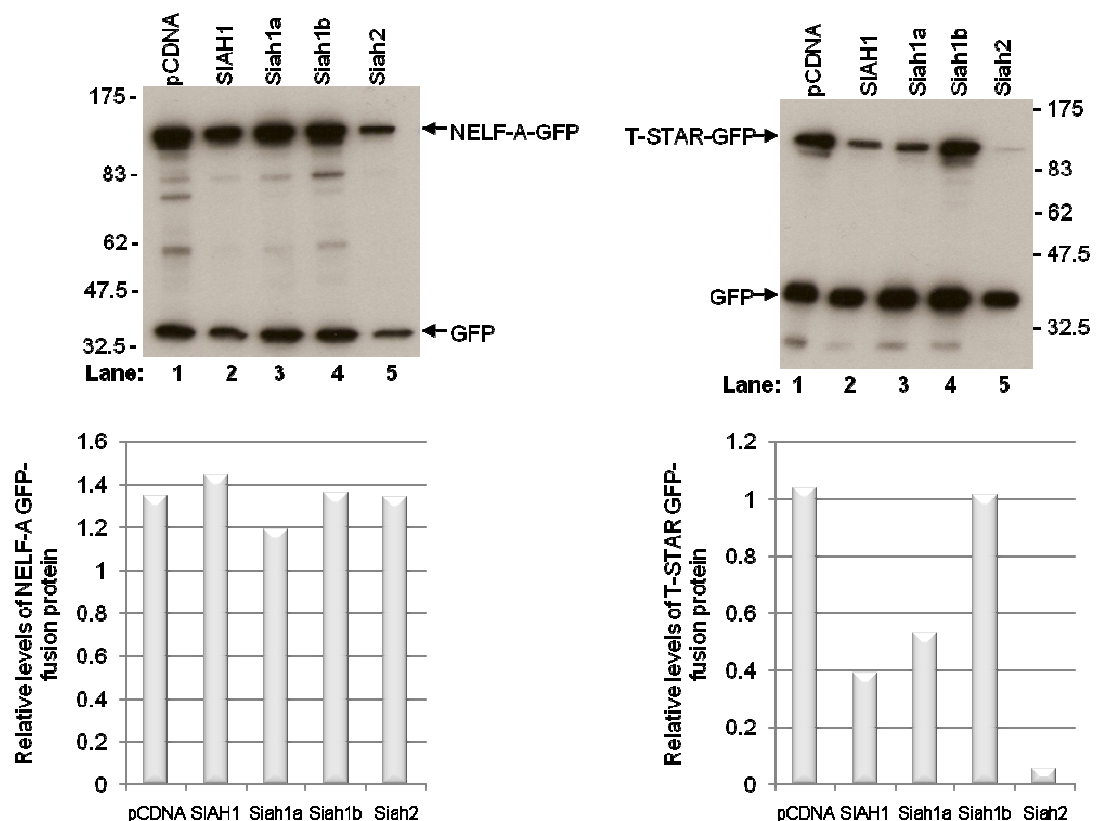 pCDNA
SIAH1
Siah1a
Siah1b
Siah2
175 -
83 -
62 -
47.5 -
32.5 -
NELF-A-GFP
GFP
Lane: 1 2 3 4 5
pCDNA
SIAH1
Siah1a
Siah1b
Siah2
T-STAR-GFP
GFP
- 175
- 83
- 62
- 47.5
- 32.5
Lane: 1 2 3 4 5
Relative levels of NELF-A GFP-
fusion protein
1.6
1.4
1.2
1
0.8
0.6
0.4
0.2
0
pCDNA SIAH1 Siah1a Siah1b Siah2
Relative levels of T-STAR GFP-
fusion protein
1.2
1
0.8
0.6
0.4
0.2
0
pCDNA SIAH1 Siah1a Siah1b Siah2